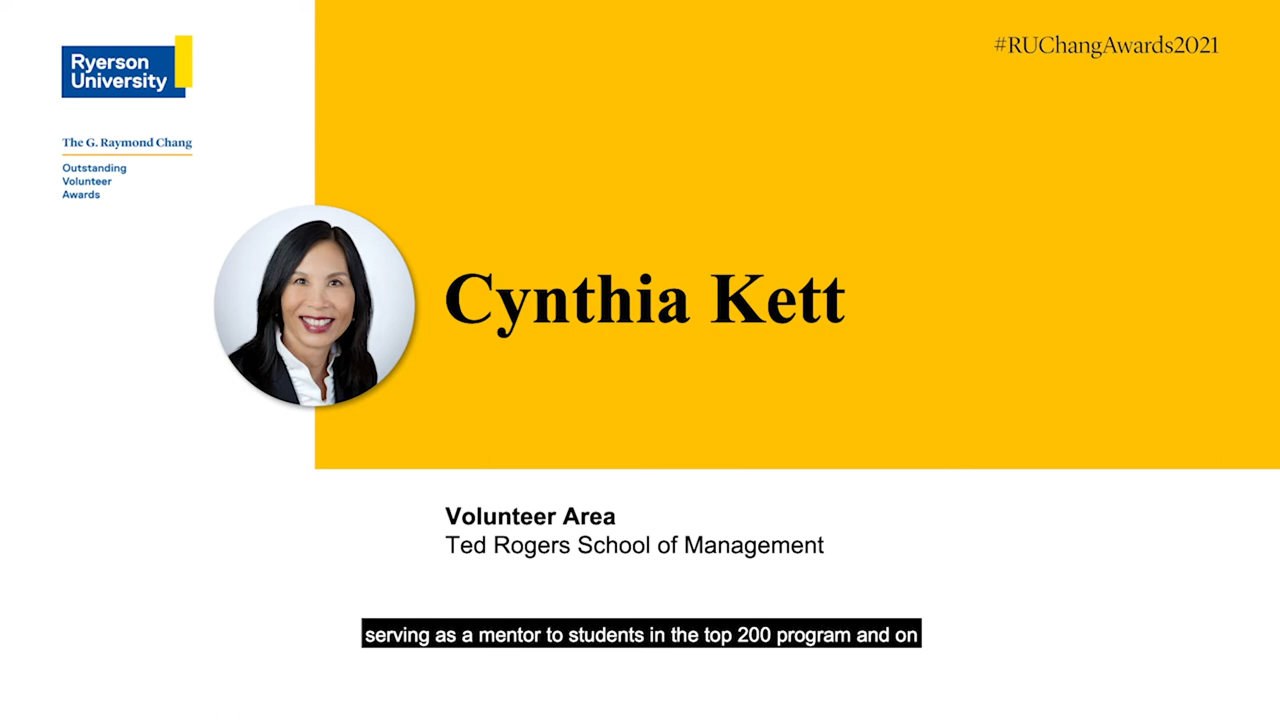 Ryerson
University
#RUChangAwards2021
The G. Raymond Chang
Outstanding
Volunteer
Awards
Cynthia Kett
Volunteer Area
Ted Rogers School of Management
serving as a mentor to students in the top 200 program and on